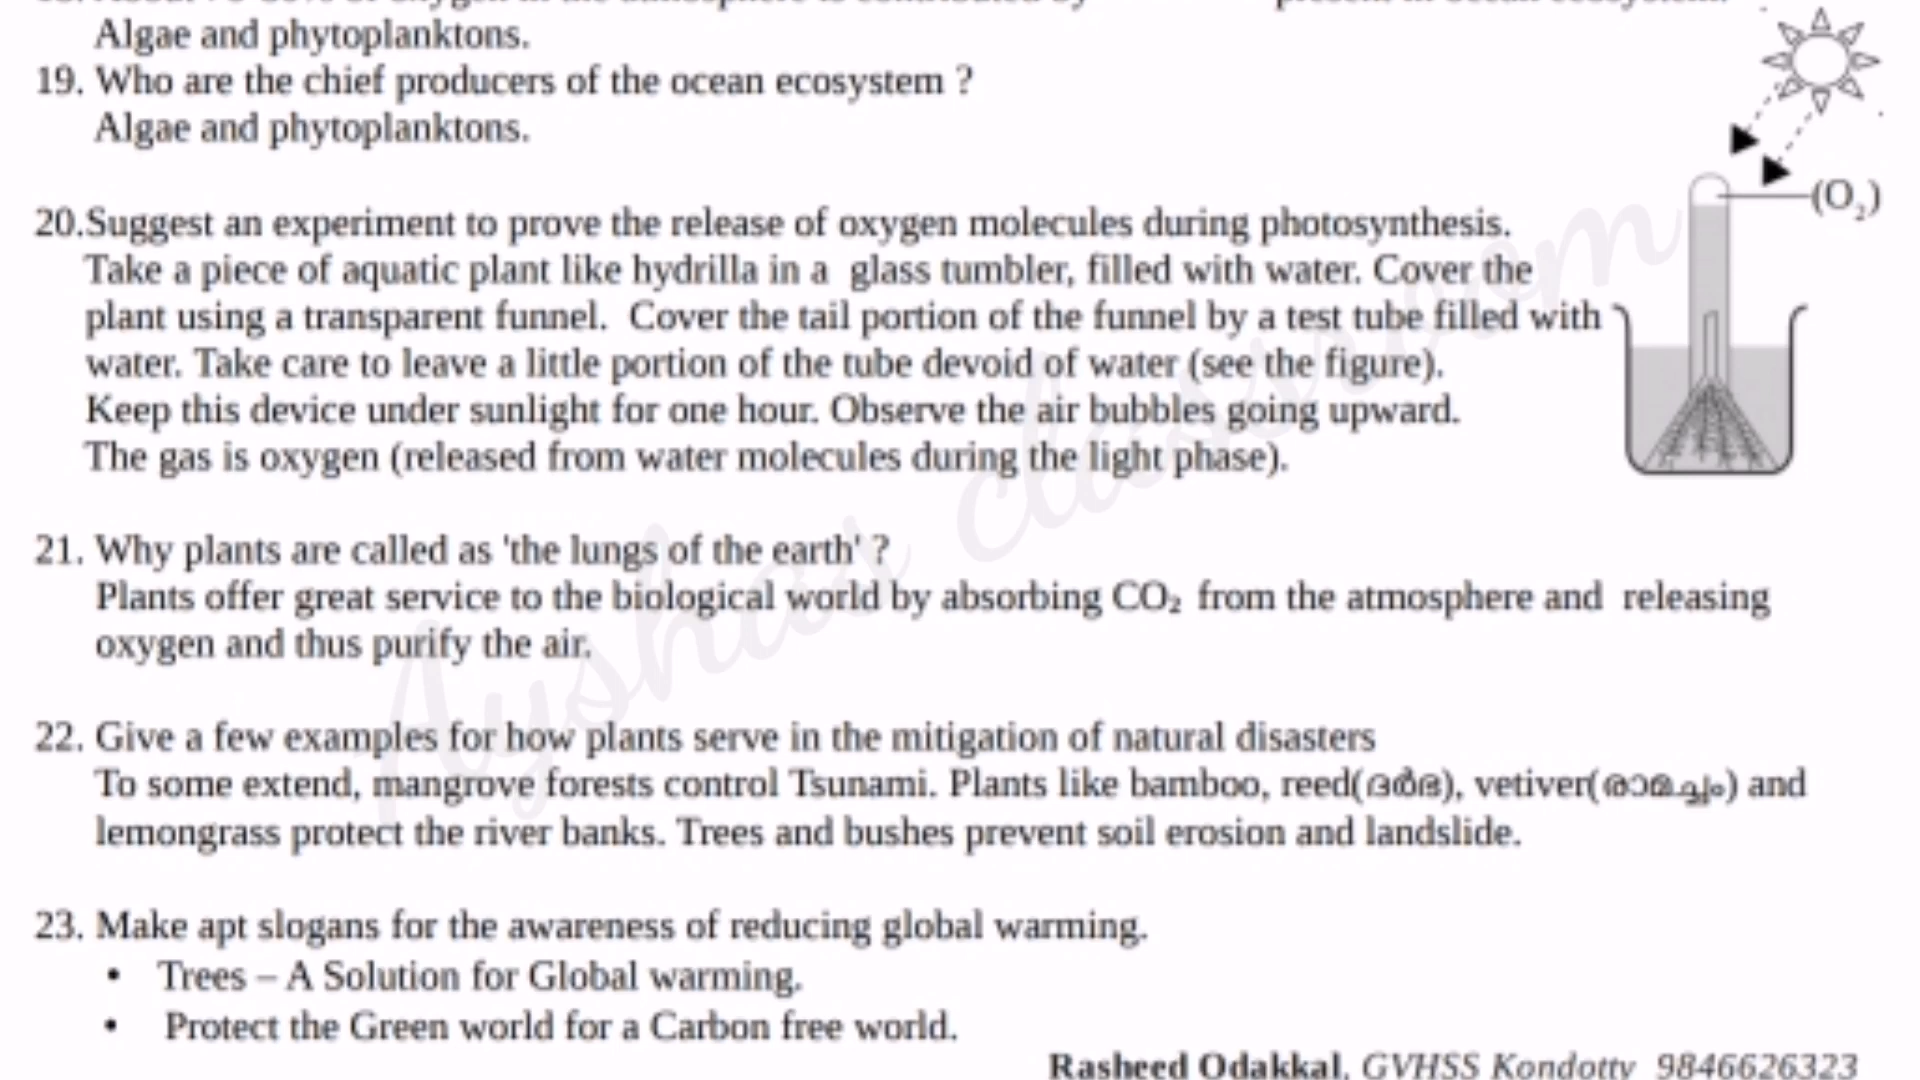 Algae and phytoplanktons.
19. Who are the chief producers of the ocean ecosystem ?
Algae and phytoplanktons.
(O₂)
20.Suggest an experiment to prove the release of oxygen molecules during photosynthesis.
Take a piece of aquatic plant like hydrilla in a glass tumbler, filled with water. Cover the
plant using a transparent funnel. Cover the tail portion of the funnel by a test tube filled with
water. Take care to leave a little portion of the tube devoid of water (see the figure).
Keep this device under sunlight for one hour. Observe the air bubbles going upward.
The gas is oxygen (released from water molecules during the light phase).
21. Why plants are called as 'the lungs of the earth' ?
Plants offer great service to the biological world by absorbing CO₂ from the atmosphere and releasing
oxygen and thus purify the air.
22. Give a few examples for how plants serve in the mitigation of natural disasters
To some extend, mangrove forests control Tsunami. Plants like bamboo, reed(ദർഭ), vetiver(രാമച്ചം) and
lemongrass protect the river banks. Trees and bushes prevent soil erosion and landslide.
23. Make apt slogans for the awareness of reducing global warming.
• Trees – A Solution for Global warming.
• Protect the Green world for a Carbon free world.
Rasheed Odakkal, GVHSS Kondotty 9846626323
Ayshas classroom